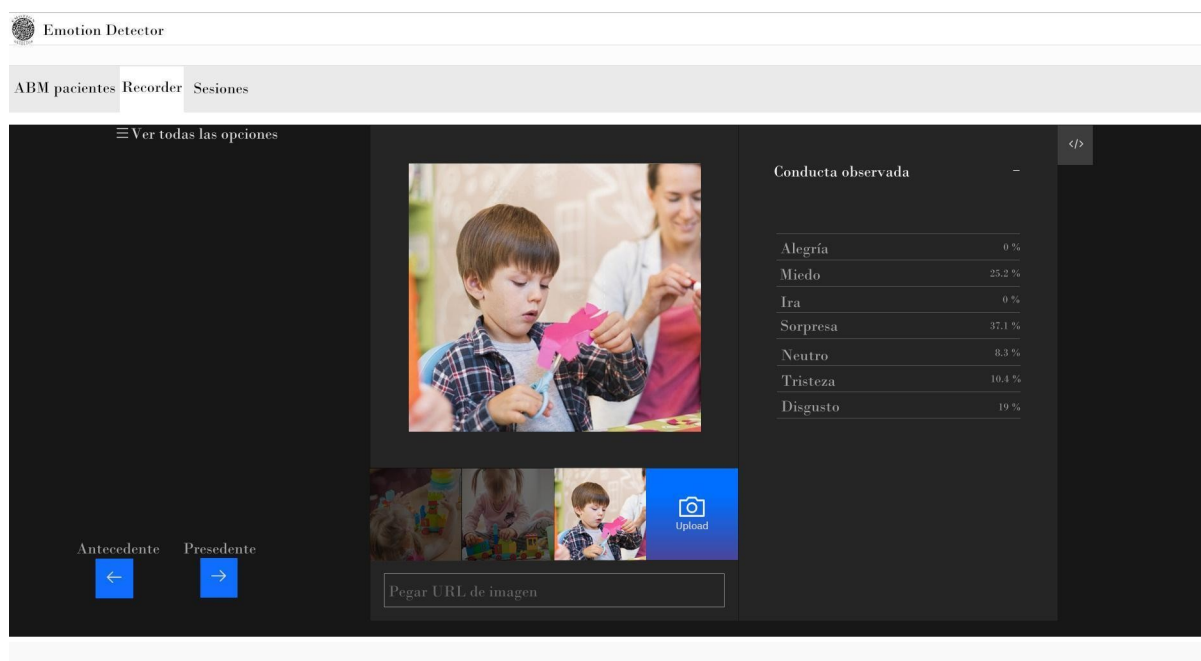 Emotion Detector
ABM pacientes Recorder Sesiones
☰ Ver todas las opciones
</>
Conducta observada −
Alegría 0 %
Miedo 25.2 %
Ira 0 %
Sorpresa 37.1 %
Neutro 8.3 %
Tristeza 10.4 %
Disgusto 19 %
Upload
Antecedente Presedente
← →
Pegar URL de imagen